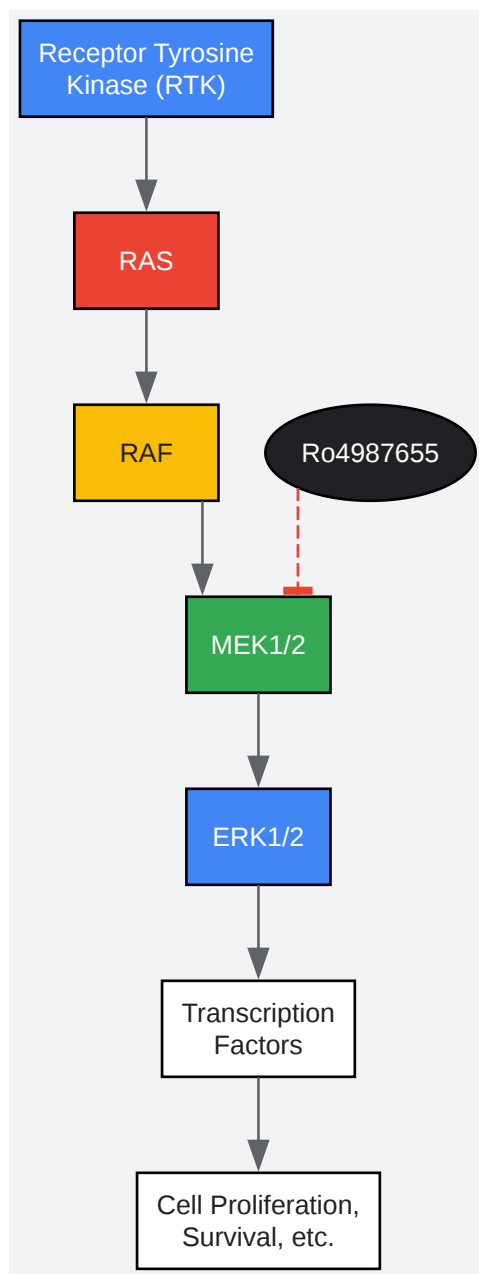 Receptor Tyrosine
Kinase (RTK)
RAS
RAF
Ro4987655
MEK1/2
ERK1/2
Transcription
Factors
Cell Proliferation,
Survival, etc.